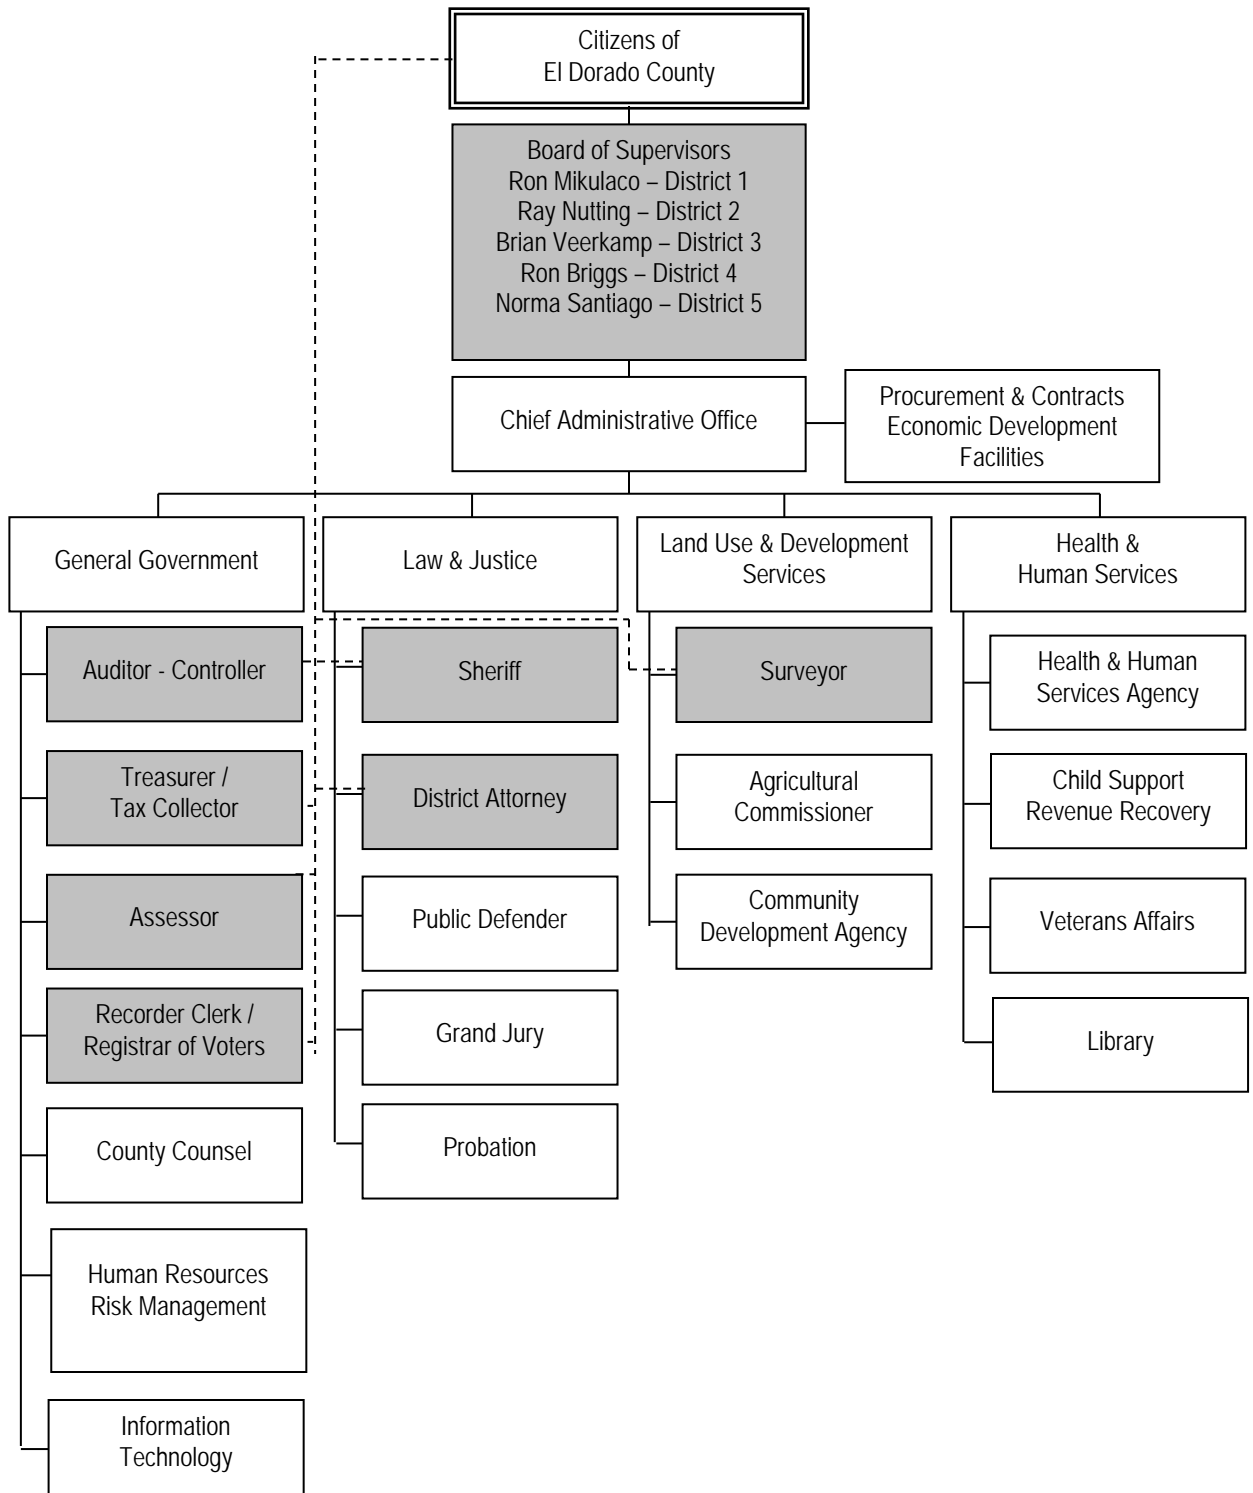 Citizens of
El Dorado County
Board of Supervisors
Ron Mikulaco – District 1
Ray Nutting – District 2
Brian Veerkamp – District 3
Ron Briggs – District 4
Norma Santiago – District 5
Chief Administrative Office
Procurement & Contracts
Economic Development
Facilities
General Government
Law & Justice
Land Use & Development
Services
Health &
Human Services
Auditor - Controller
Treasurer /
Tax Collector
Assessor
Recorder Clerk /
Registrar of Voters
County Counsel
Human Resources
Risk Management
Information
Technology
Sheriff
District Attorney
Public Defender
Grand Jury
Probation
Surveyor
Agricultural
Commissioner
Community
Development Agency
Health & Human
Services Agency
Child Support
Revenue Recovery
Veterans Affairs
Library